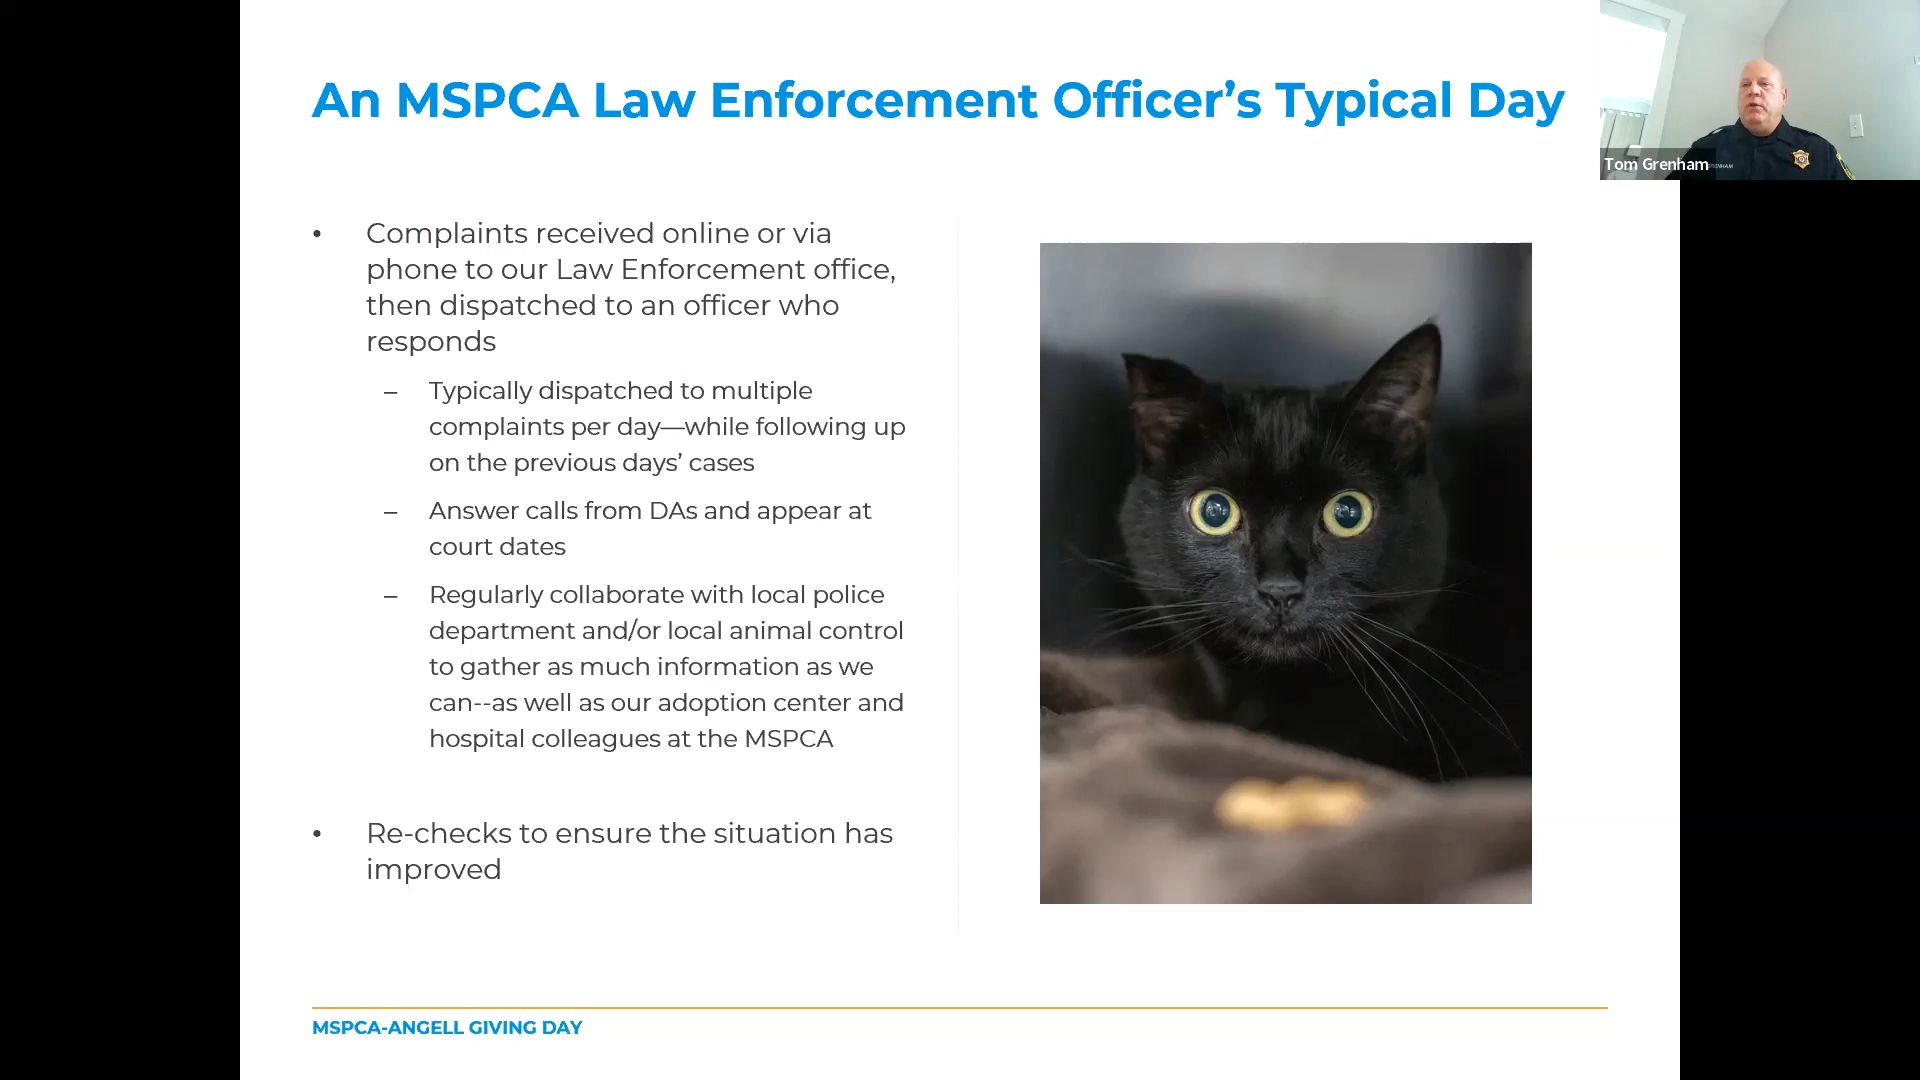 An MSPCA Law Enforcement Officer’s Typical Day
Tom Grenham
• Complaints received online or via
phone to our Law Enforcement office,
then dispatched to an officer who
responds
– Typically dispatched to multiple
complaints per day—while following up
on the previous days’ cases
– Answer calls from DAs and appear at
court dates
– Regularly collaborate with local police
department and/or local animal control
to gather as much information as we
can--as well as our adoption center and
hospital colleagues at the MSPCA
• Re-checks to ensure the situation has
improved
MSPCA-ANGELL GIVING DAY